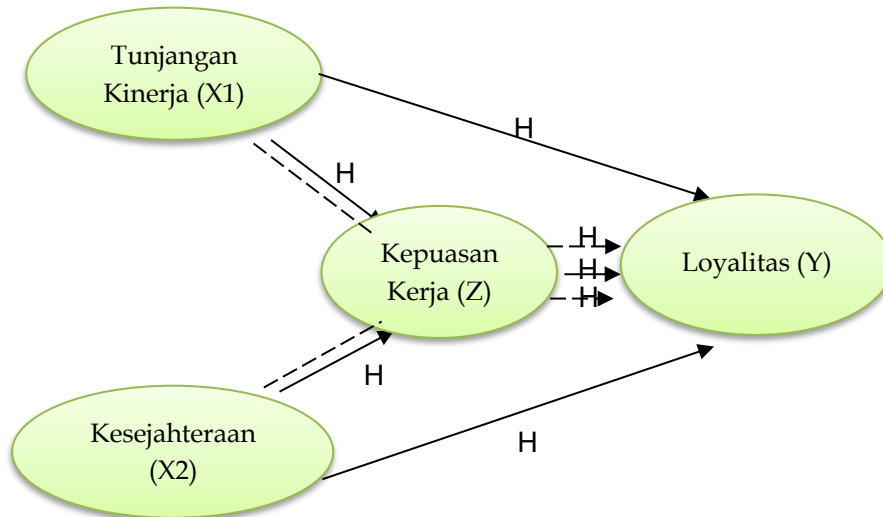 Tunjangan
Kinerja (X1)
H
H
Kepuasan
Kerja (Z)
H
H
H
Loyalitas (Y)
H
Kesejahteraan
(X2)
H